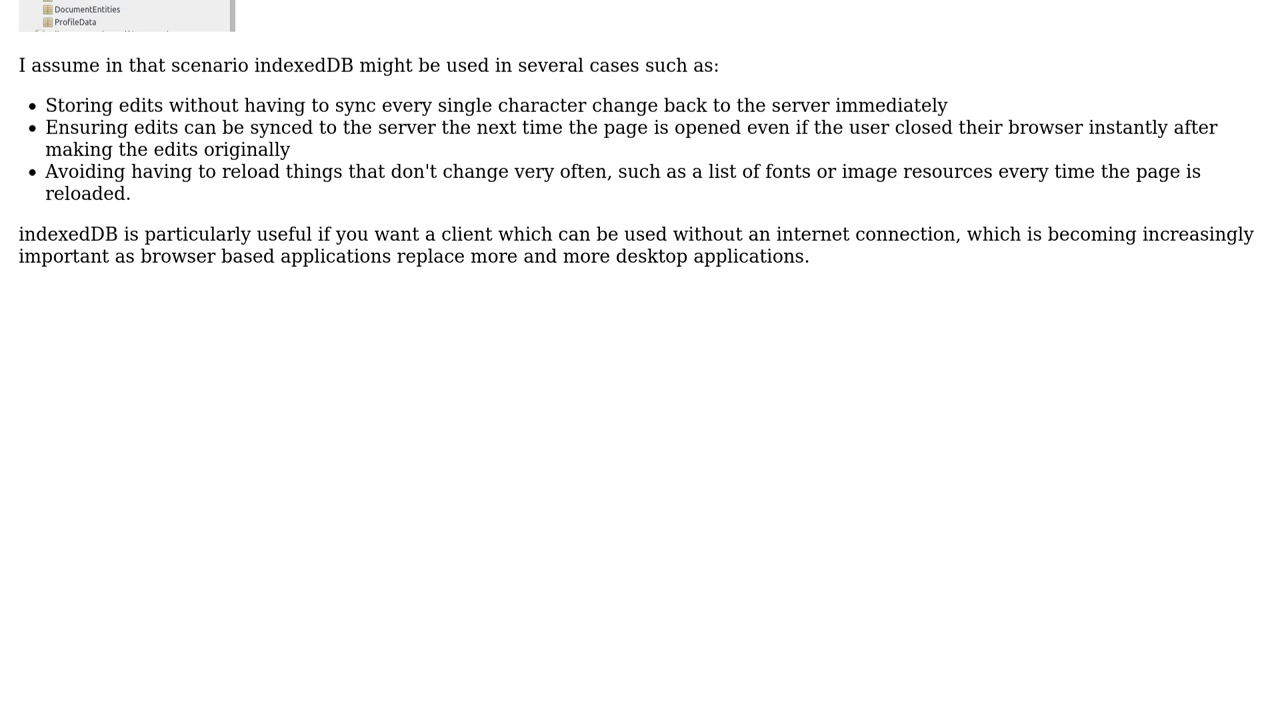 DocumentEntities
ProfileData
I assume in that scenario indexedDB might be used in several cases such as:
• Storing edits without having to sync every single character change back to the server immediately
• Ensuring edits can be synced to the server the next time the page is opened even if the user closed their browser instantly after
making the edits originally
• Avoiding having to reload things that don't change very often, such as a list of fonts or image resources every time the page is
reloaded.
indexedDB is particularly useful if you want a client which can be used without an internet connection, which is becoming increasingly
important as browser based applications replace more and more desktop applications.